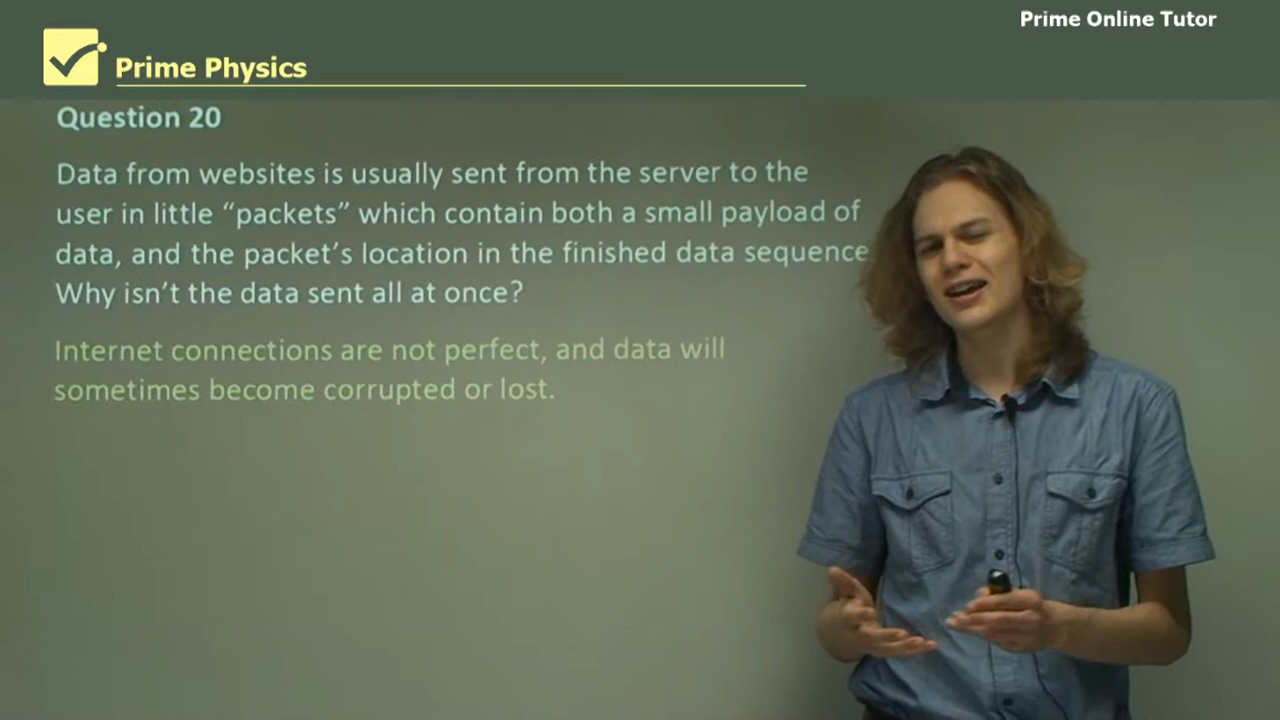 Prime Online Tutor
Prime Physics
Question 20
Data from websites is usually sent from the server to the
user in little “packets” which contain both a small payload of
data, and the packet’s location in the finished data sequence
Why isn’t the data sent all at once?
Internet connections are not perfect, and data will
sometimes become corrupted or lost.